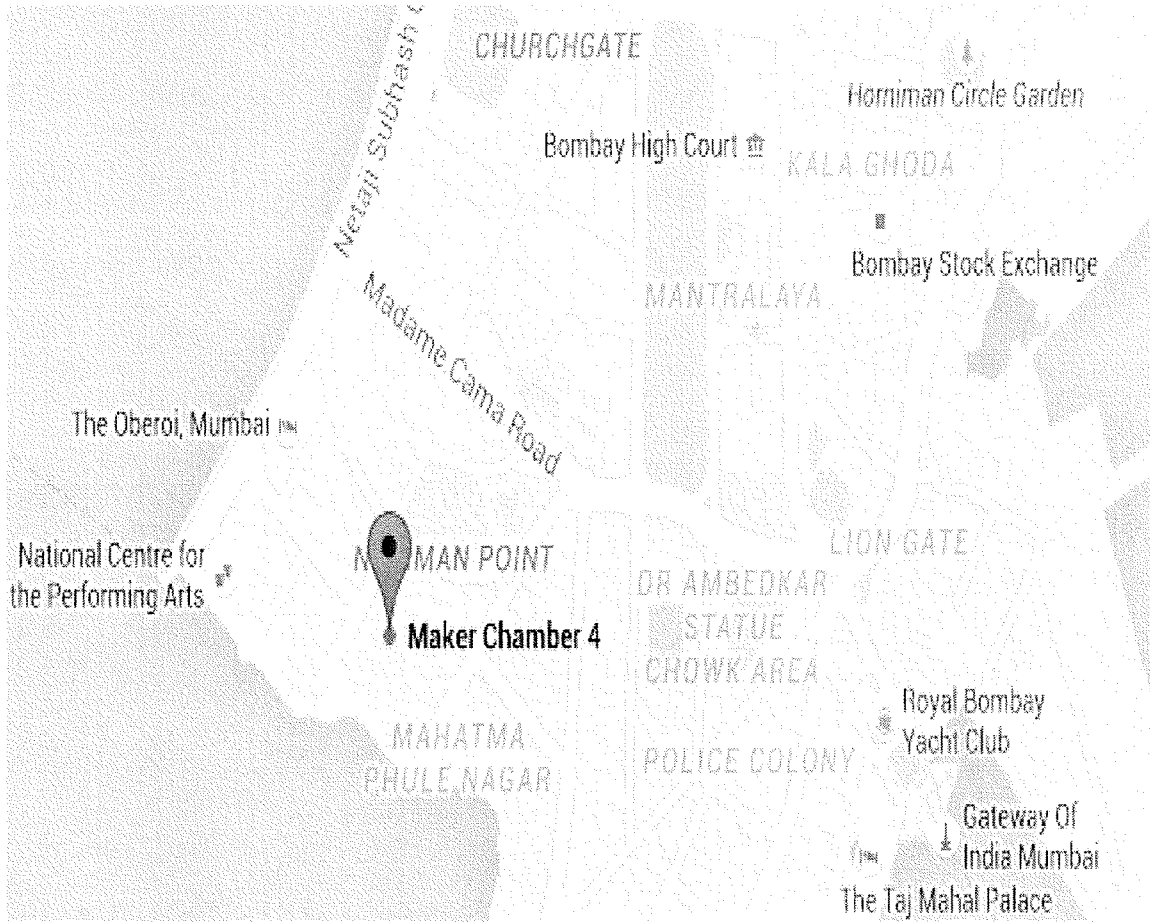 CHURCHGATE
Netaji Subhash
Horniman Circle Garden
Bombay High Court
KALA GHODA
Bombay Stock Exchange
MANTRALAYA
Madame Cama Road
The Oberoi, Mumbai
LION GATE
National Centre for
the Performing Arts
MAN POINT
DR AMBEDKAR
STATUE
CHOWK AREA
Maker Chamber 4
Royal Bombay
Yacht Club
MAHATMA
PHULE NAGAR
POLICE COLONY
Gateway Of
India Mumbai
The Taj Mahal Palace